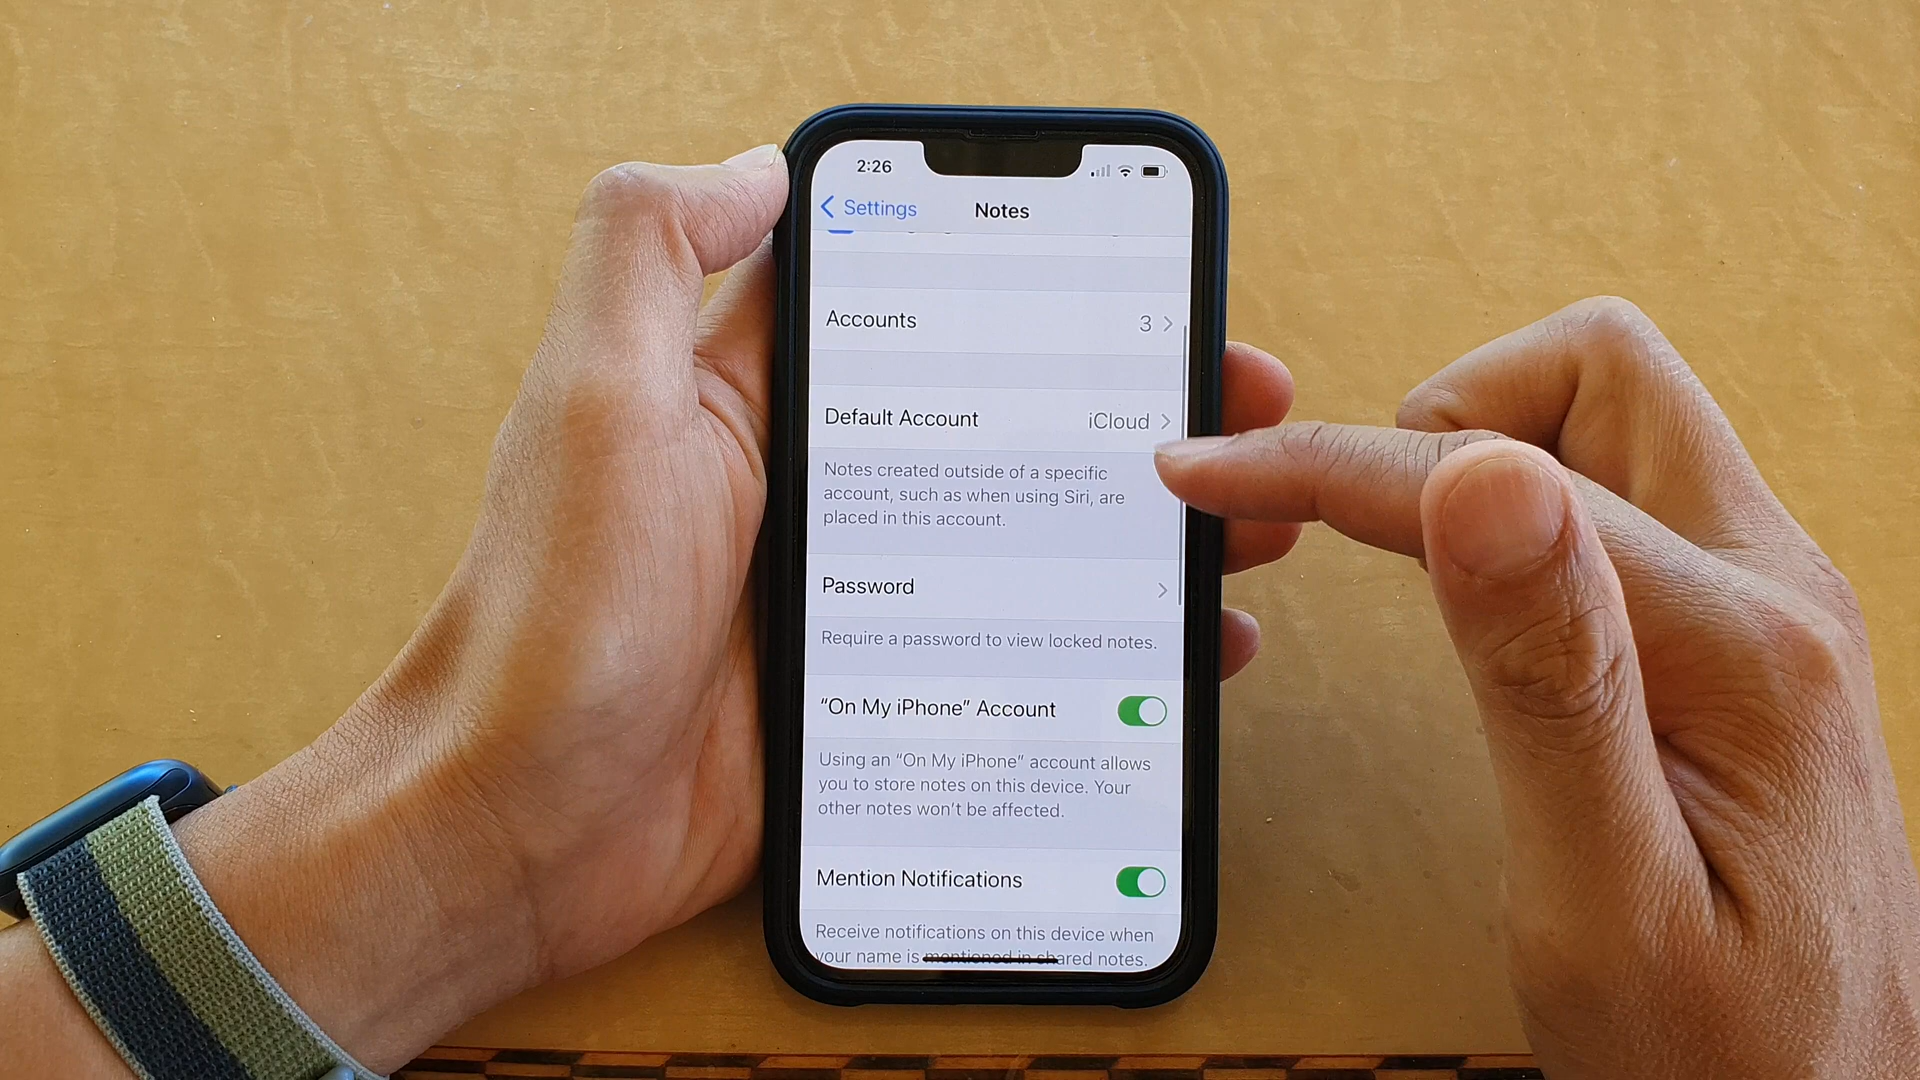 2:26
Settings
Notes
Accounts
3
Default Account
iCloud
Notes created outside of a specific
account, such as when using Siri, are
placed in this account.
Password
Require a password to view locked notes.
“On My iPhone” Account
Using an “On My iPhone” account allows
you to store notes on this device. Your
other notes won’t be affected.
Mention Notifications
Receive notifications on this device when
your name is mentioned in shared notes.